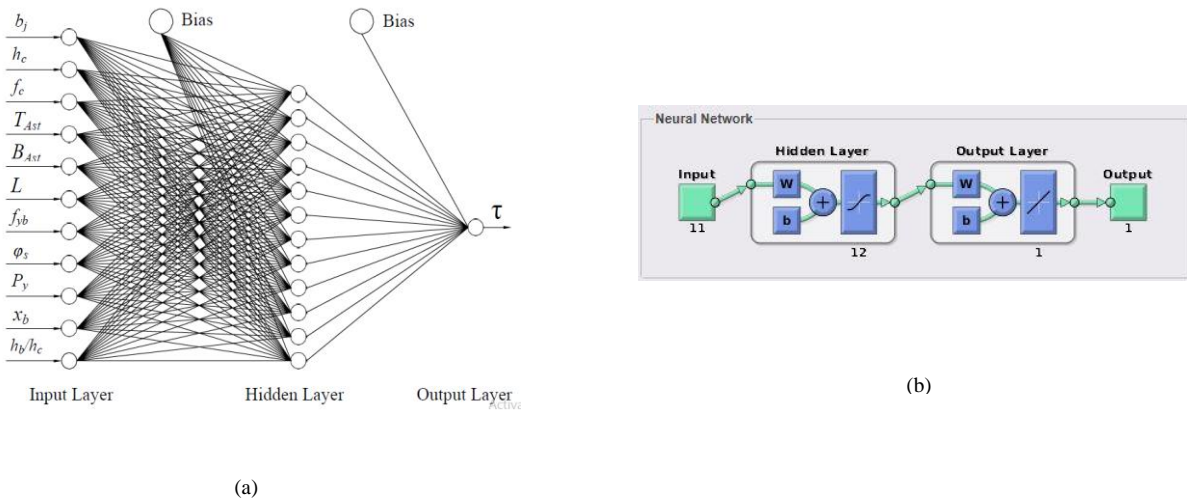 b_j
Bias
Bias
h_c
f_c
T_Ast
B_Ast
L
f_yb
φ_s
P_y
x_b
h_b/h_c
τ
Input Layer
Hidden Layer
Output Layer
Activa
(a)
Neural Network
Hidden Layer
Output Layer
Input
Output
W
W
b
b
11
12
1
1
(b)